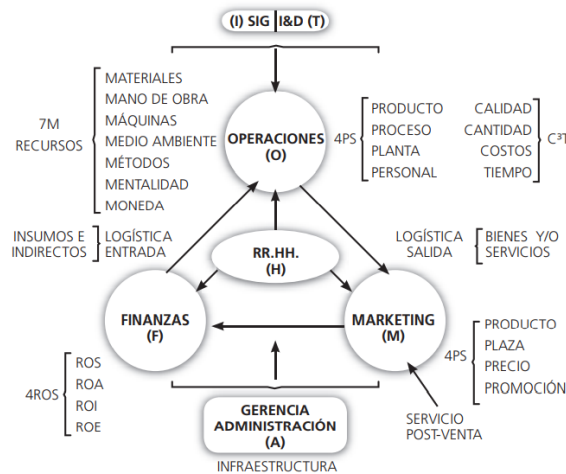 (I) SIG I&D (T)
7M
RECURSOS
MATERIALES
MANO DE OBRA
MÁQUINAS
MEDIO AMBIENTE
MÉTODOS
MENTALIDAD
MONEDA
OPERACIONES
(O)
4PS
PRODUCTO
PROCESO
PLANTA
PERSONAL
CALIDAD
CANTIDAD
COSTOS
TIEMPO
C³T
INSUMOS E
INDIRECTOS
LOGÍSTICA
ENTRADA
RR.HH.
(H)
LOGÍSTICA
SALIDA
BIENES Y/O
SERVICIOS
FINANZAS
(F)
MARKETING
(M)
4PS
PRODUCTO
PLAZA
PRECIO
PROMOCIÓN
4ROS
ROS
ROA
ROI
ROE
GERENCIA
ADMINISTRACIÓN
(A)
INFRAESTRUCTURA
SERVICIO
POST-VENTA